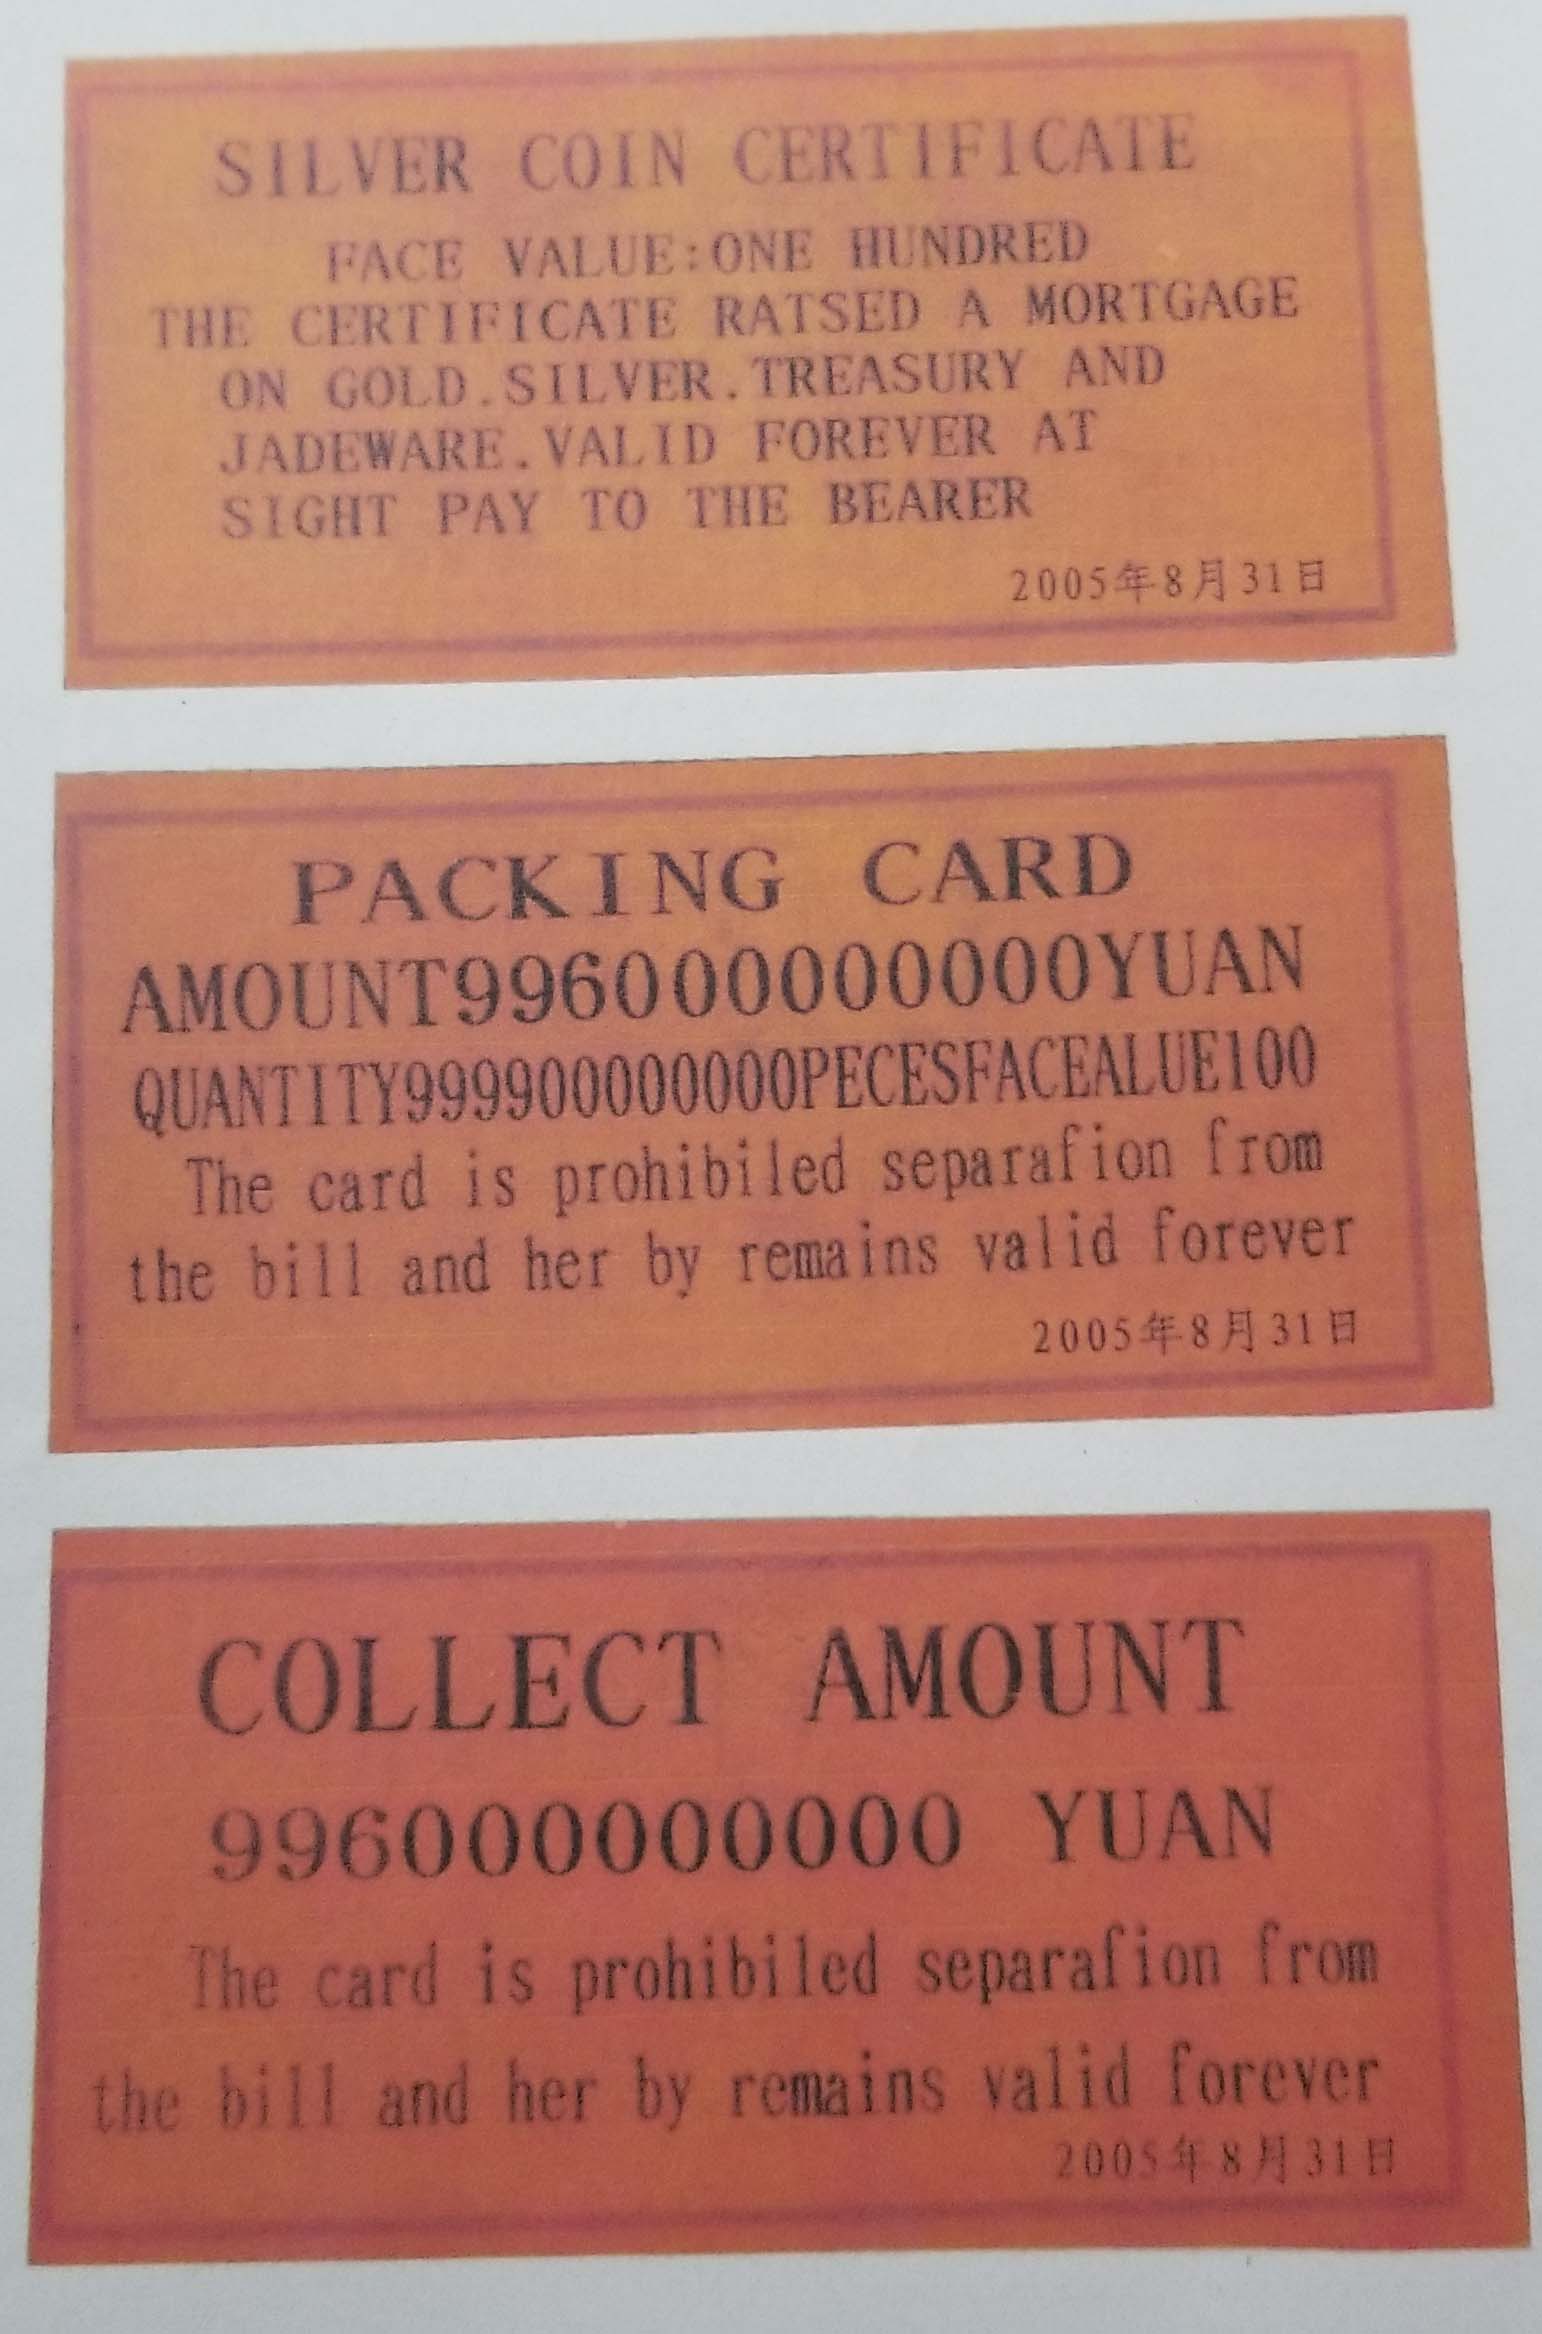 SILVER COIN CERTIFICATE
FACE VALUE:ONE HUNDRED
THE CERTIFICATE RATSED A MORTGAGE
ON GOLD.SILVER.TREASURY AND
JADEWARE.VALID FOREVER AT
SIGHT PAY TO THE BEARER
2005年8月31日
PACKING CARD
AMOUNT996000000000YUAN
QUANTITY999900000000PECESFACEALUE100
The card is prohibiled separafion from
the bill and her by remains valid forever
2005年8月31日
COLLECT AMOUNT
996000000000 YUAN
The card is prohibiled separafion from
the bill and her by remains valid forever
2005年8月31日